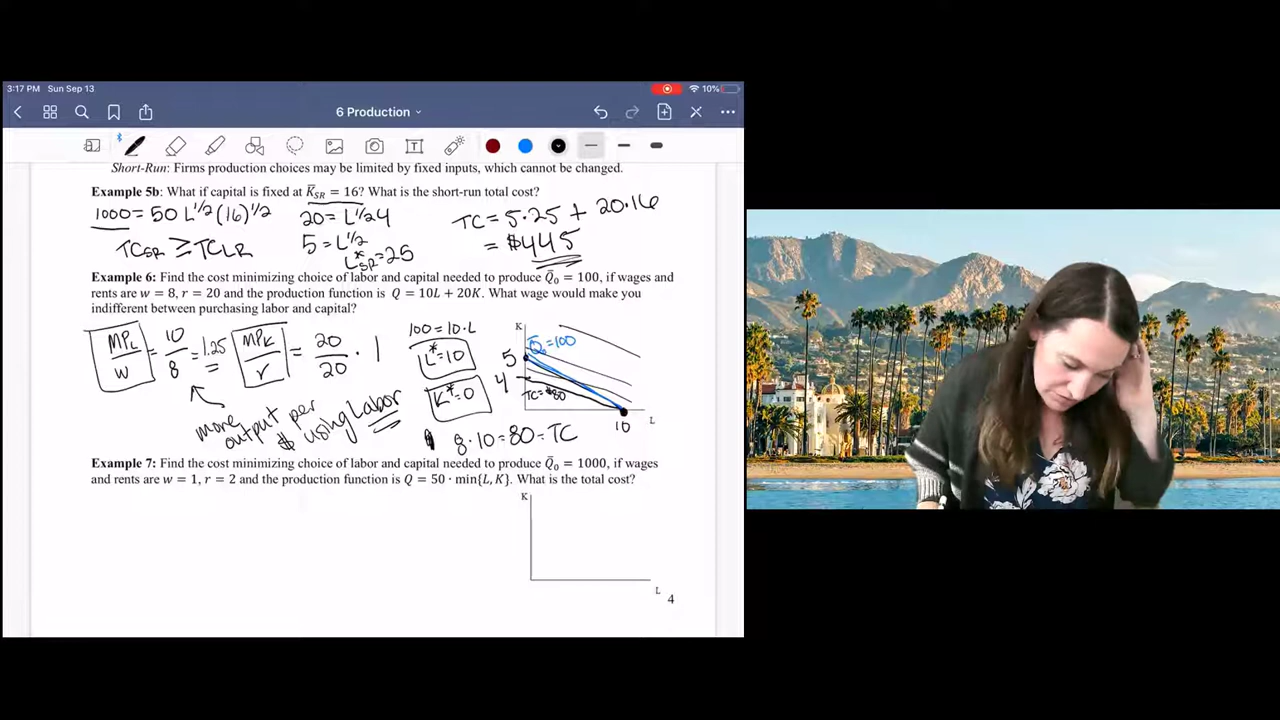 3:17 PM Sun Sep 13
10%
6 Production
Short-Run: Firms production choices may be limited by fixed inputs, which cannot be changed.
Example 5b: What if capital is fixed at K̅_SR = 16? What is the short-run total cost?
1000 = 50 L^1/2 (16)^1/2
TC_SR ≥ TC_LR
20 = L^1/2 4
5 = L^1/2
L*_SR = 25
TC = 5·25 + 20·16
= $445
Example 6: Find the cost minimizing choice of labor and capital needed to produce Q̅₀ = 100, if wages
and rents are w = 8, r = 20 and the production function is Q = 10L + 20K. What wage would make you
indifferent between purchasing labor and capital?
MP_L/w = 10/8 = 1.25
MP_K/r = 20/20 · 1
=
more output per $ using Labor
100 = 10·L
L* = 10
K* = 0
8·10 = 80 = TC
K
Q̅₀ = 100
5
4
TC = $80
10
L
Example 7: Find the cost minimizing choice of labor and capital needed to produce Q̅₀ = 1000, if wages
and rents are w = 1, r = 2 and the production function is Q = 50 · min{L, K}. What is the total cost?
K
L
4